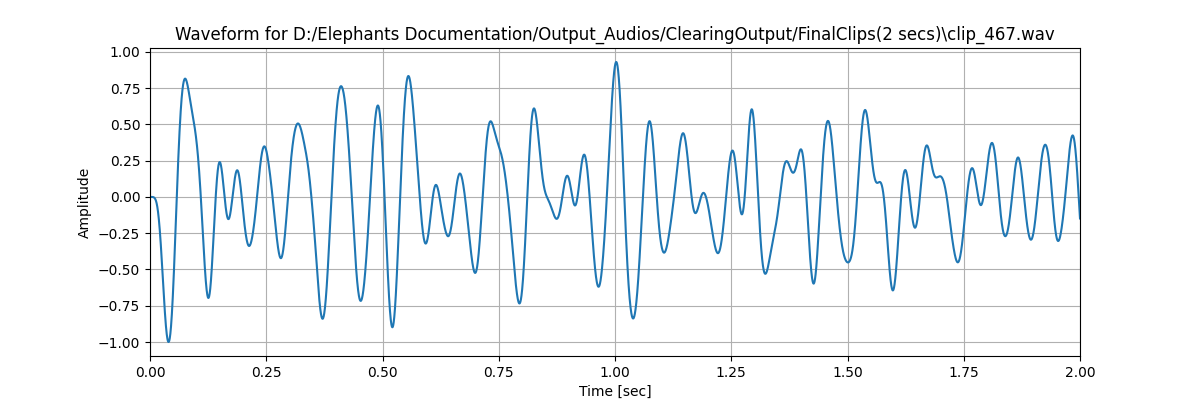 Waveform for D:/Elephants Documentation/Output_Audios/ClearingOutput/FinalClips(2 secs)\clip_467.wav
1.00
0.75
0.50
0.25
0.00
−0.25
−0.50
−0.75
−1.00
Amplitude
0.00 0.25 0.50 0.75 1.00 1.25 1.50 1.75 2.00
Time [sec]